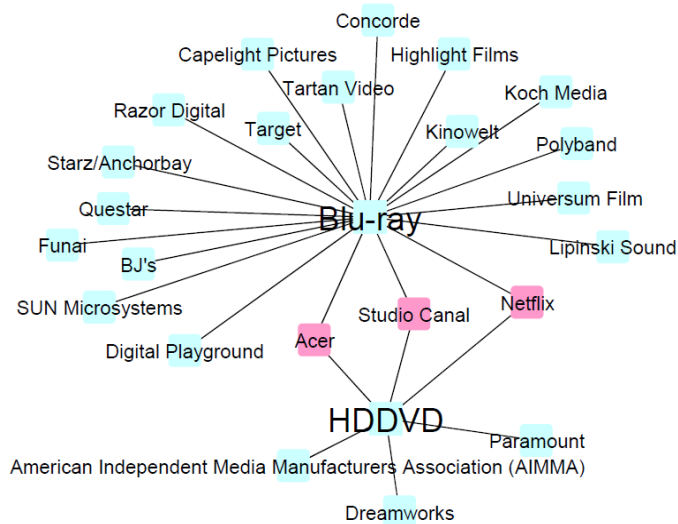 Concorde
Capelight Pictures
Highlight Films
Tartan Video
Koch Media
Razor Digital
Target
Kinowelt
Polyband
Starz/Anchorbay
Universum Film
Questar
Blu-ray
Funai
Lipinski Sound
BJ's
SUN Microsystems
Netflix
Studio Canal
Acer
Digital Playground
HDDVD
Paramount
American Independent Media Manufacturers Association (AIMMA)
Dreamworks